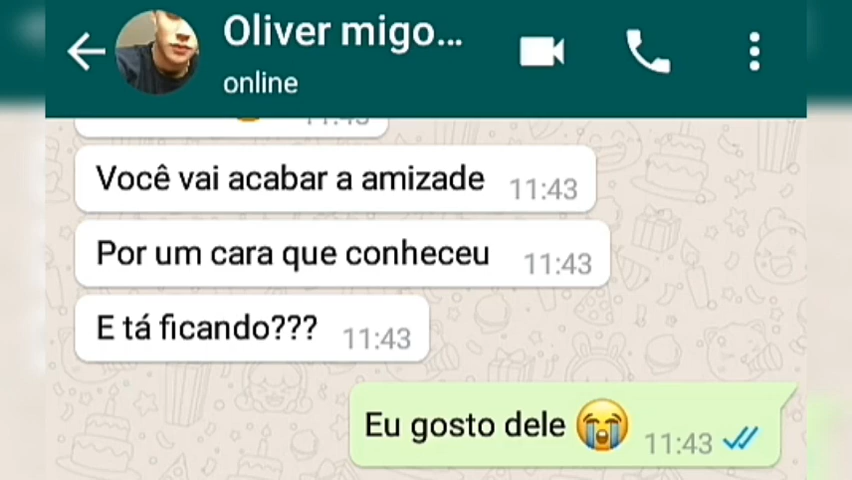 Oliver migo...
online
Você vai acabar a amizade 11:43
Por um cara que conheceu 11:43
E tá ficando??? 11:43
Eu gosto dele 😭 11:43